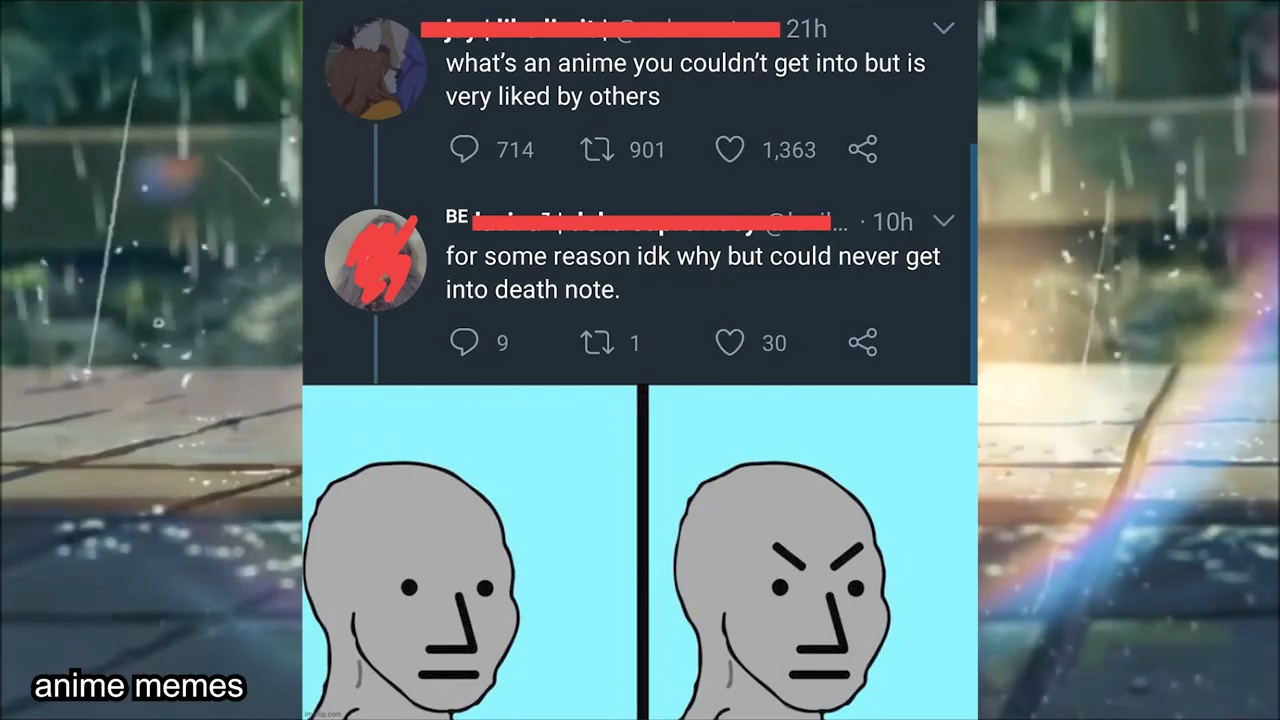 21h
what's an anime you couldn't get into but is
very liked by others
714 901 1,363
BE ... · 10h
for some reason idk why but could never get
into death note.
9 1 30
anime memes